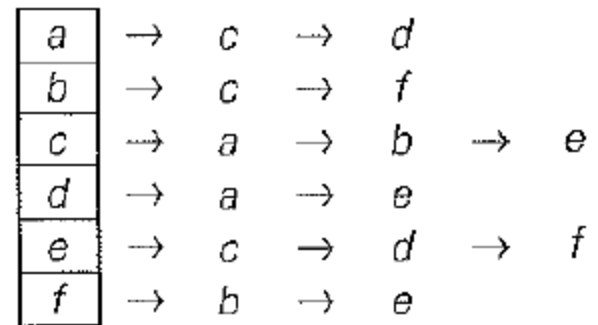 a → c → d
b → c → f
c → a → b → e
d → a → e
e → c → d → f
f → b → e